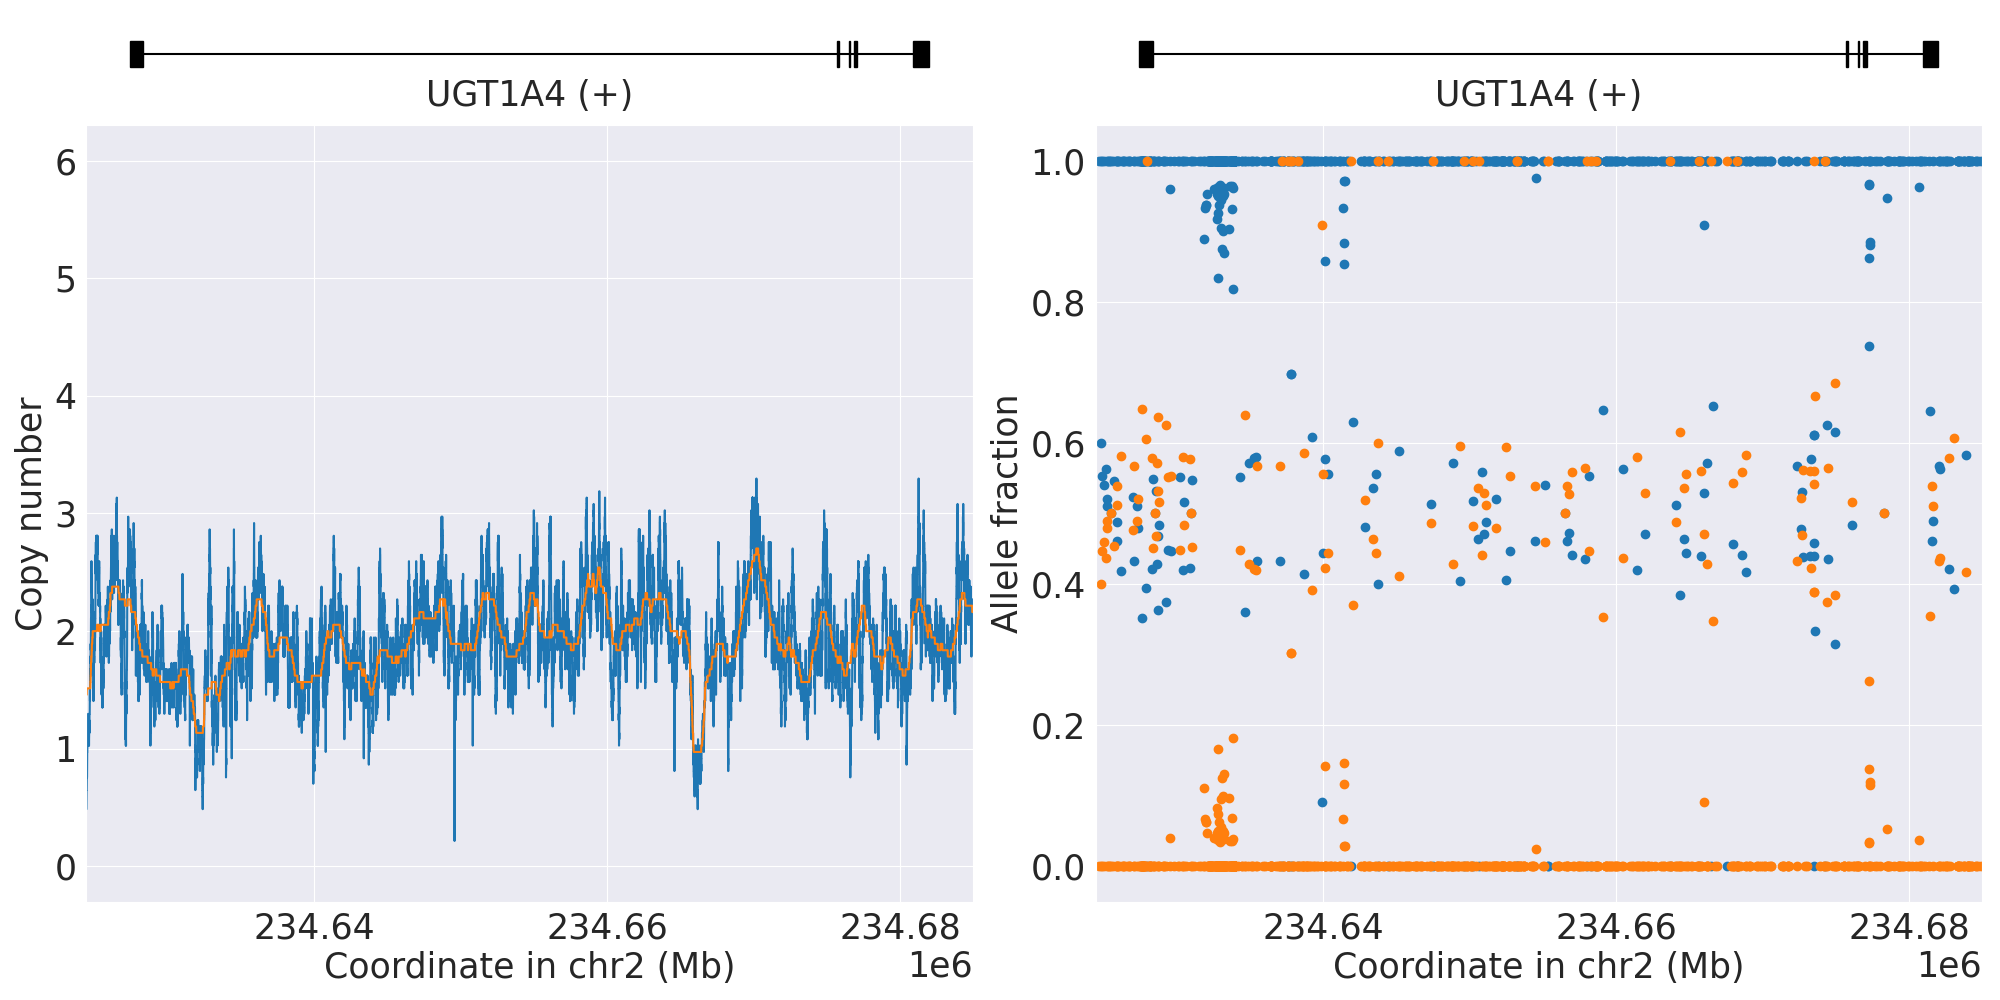 UGT1A4 (+)
6
5
4
3
2
1
0
Copy number
234.64
234.66
234.68
Coordinate in chr2 (Mb)
1e6
UGT1A4 (+)
1.0
0.8
0.6
0.4
0.2
0.0
Allele fraction
234.64
234.66
234.68
Coordinate in chr2 (Mb)
1e6